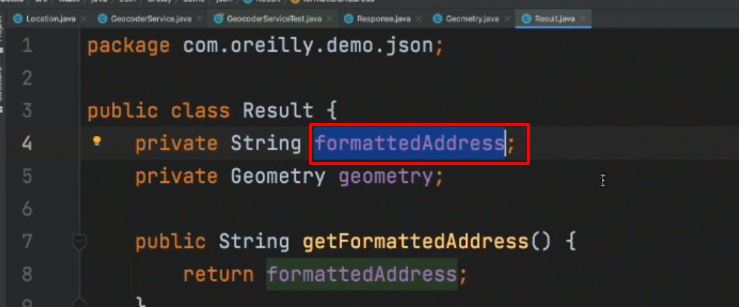 Location.java GeocoderService.java GeocoderServiceTest.java Response.java Geometry.java Result.java
1 package com.oreilly.demo.json;
2
3 public class Result {
4 private String formattedAddress;
5 private Geometry geometry;
6
7 public String getFormattedAddress() {
8 return formattedAddress;
9 }